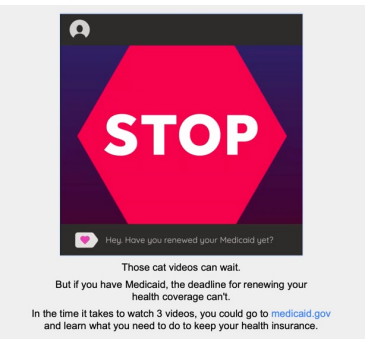 STOP
Hey. Have you renewed your Medicaid yet?
Those cat videos can wait.
But if you have Medicaid, the deadline for renewing your
health coverage can't.
In the time it takes to watch 3 videos, you could go to medicaid.gov
and learn what you need to do to keep your health insurance.